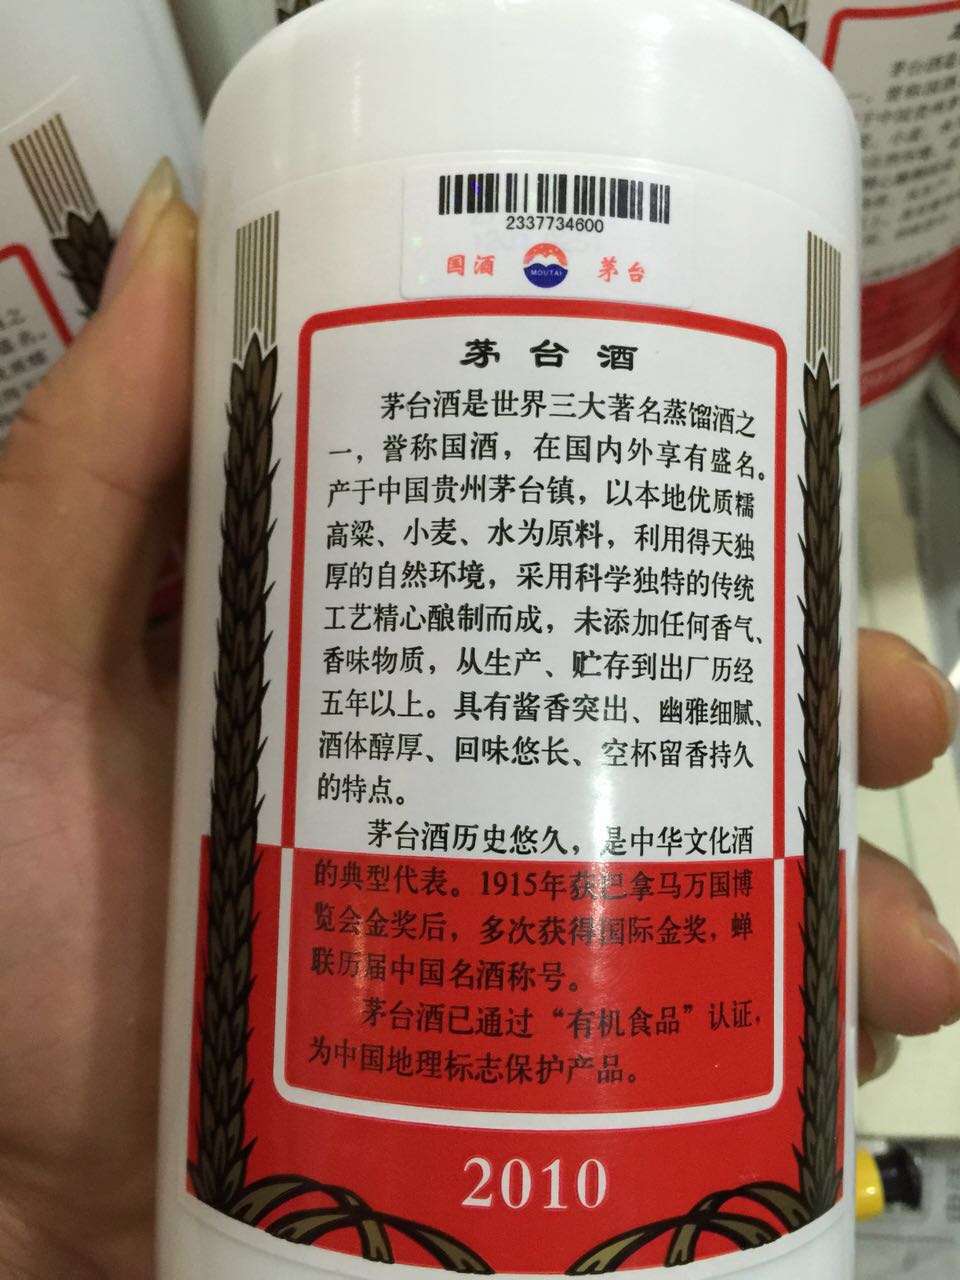 2337734600
国酒 MOUTAI 茅台
茅台酒
茅台酒是世界三大著名蒸馏酒之
一，誉称国酒，在国内外享有盛名。
产于中国贵州茅台镇，以本地优质糯
高粱、小麦、水为原料，利用得天独
厚的自然环境，采用科学独特的传统
工艺精心酿制而成，未添加任何香气、
香味物质，从生产、贮存到出厂历经
五年以上。具有酱香突出、幽雅细腻、
酒体醇厚、回味悠长、空杯留香持久
的特点。
茅台酒历史悠久，是中华文化酒
的典型代表。1915年获巴拿马万国博
览会金奖后，多次获得国际金奖，蝉
联历届中国名酒称号。
茅台酒已通过“有机食品”认证，
为中国地理标志保护产品。
2010